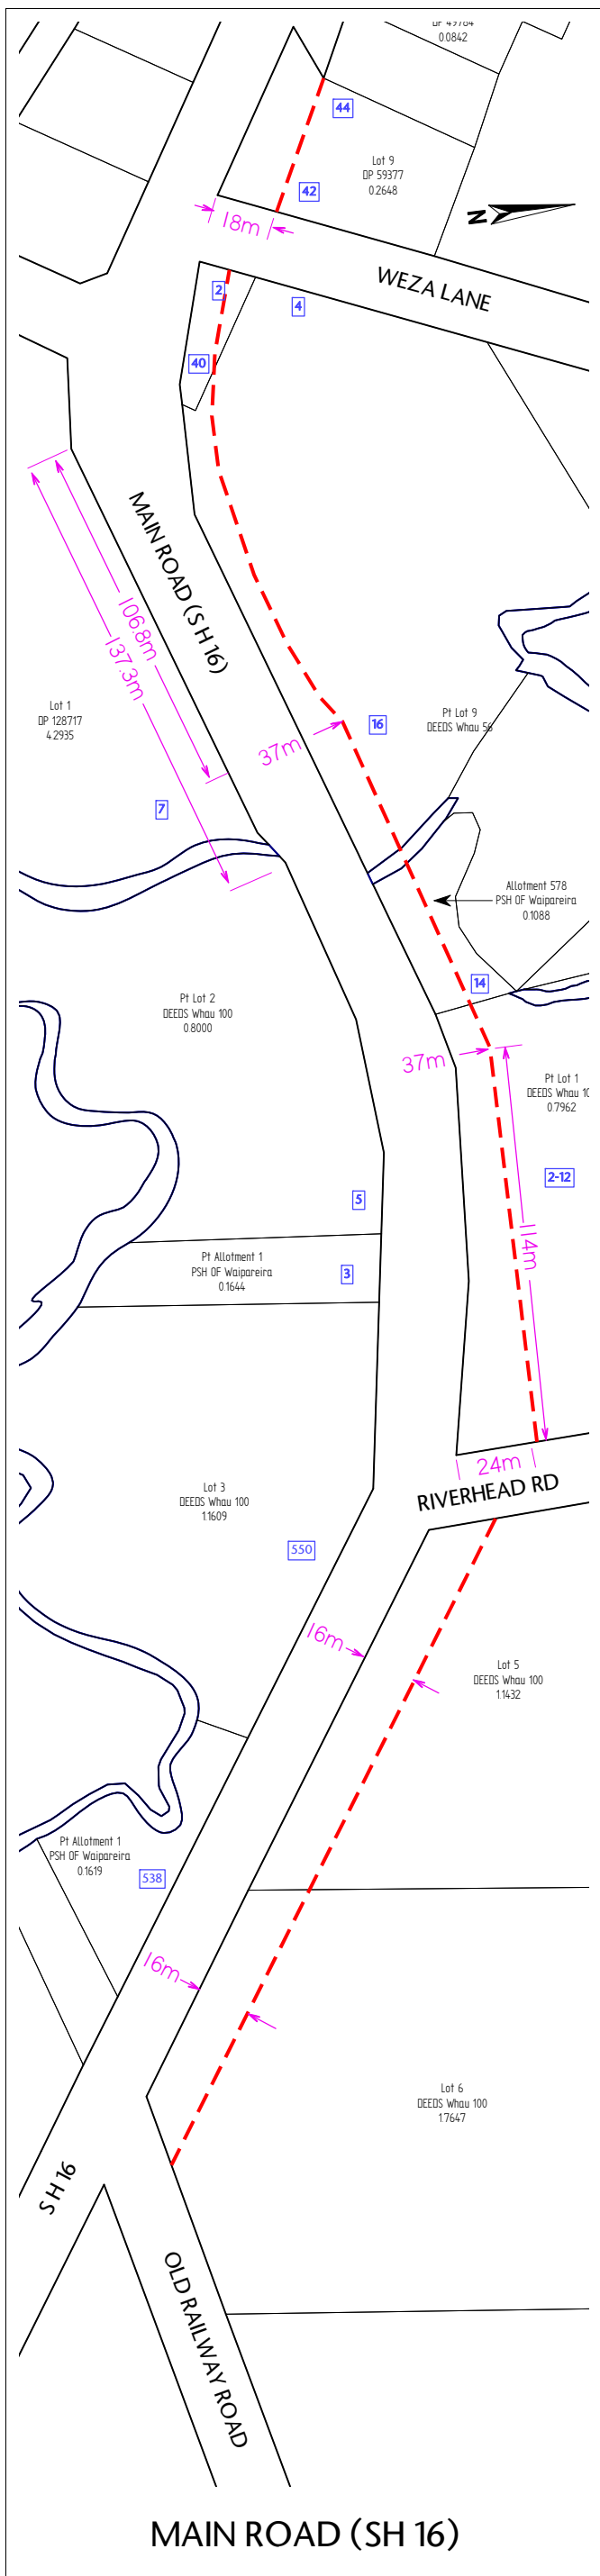 DP 49764
0.0842
44
Lot 9
DP 59377
0.2648
42
18m
N
WEZA LANE
2
4
40
MAIN ROAD (S H 16)
106.8m
137.3m
Lot 1
DP 128717
4.2935
16
Pt Lot 9
DEEDS Whau 56
37m
7
Allotment 578
PSH OF Waipareira
0.1088
14
Pt Lot 2
DEEDS Whau 100
0.8000
37m
Pt Lot 1
DEEDS Whau 10
0.7962
2-12
5
114m
Pt Allotment 1
PSH OF Waipareira
0.1644
3
24m
RIVERHEAD RD
Lot 3
DEEDS Whau 100
1.1609
550
16m
Lot 5
DEEDS Whau 100
1.1432
Pt Allotment 1
PSH OF Waipareira
0.1619
538
16m
Lot 6
DEEDS Whau 100
1.7647
S H 16
OLD RAILWAY ROAD
MAIN ROAD (SH 16)